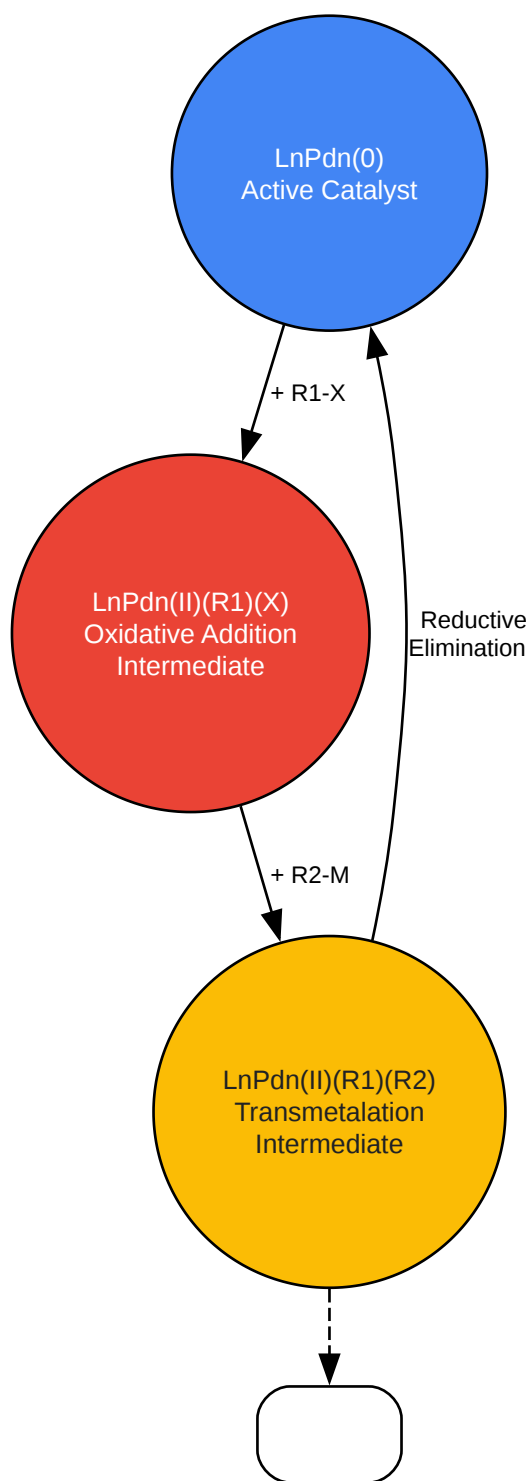 LnPdn(0)
Active Catalyst
+ R1-X
LnPdn(II)(R1)(X)
Oxidative Addition
Intermediate
Reductive
Elimination
+ R2-M
LnPdn(II)(R1)(R2)
Transmetalation
Intermediate